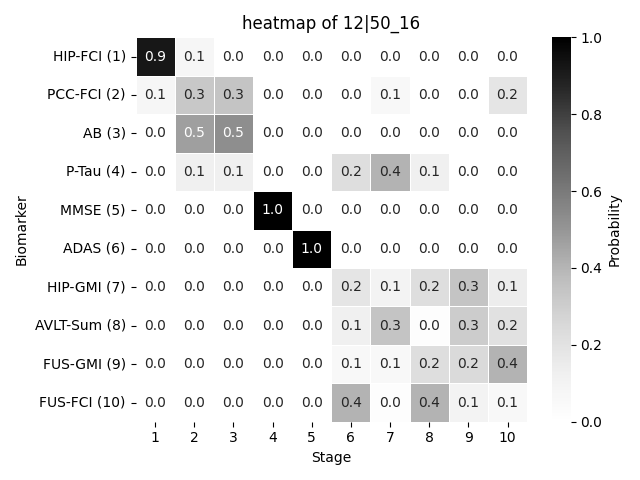 heatmap of 12|50_16
HIP-FCI (1) 0.9 0.1 0.0 0.0 0.0 0.0 0.0 0.0 0.0 0.0
PCC-FCI (2) 0.1 0.3 0.3 0.0 0.0 0.0 0.1 0.0 0.0 0.2
AB (3) 0.0 0.5 0.5 0.0 0.0 0.0 0.0 0.0 0.0 0.0
P-Tau (4) 0.0 0.1 0.1 0.0 0.0 0.2 0.4 0.1 0.0 0.0
MMSE (5) 0.0 0.0 0.0 1.0 0.0 0.0 0.0 0.0 0.0 0.0
ADAS (6) 0.0 0.0 0.0 0.0 1.0 0.0 0.0 0.0 0.0 0.0
HIP-GMI (7) 0.0 0.0 0.0 0.0 0.0 0.2 0.1 0.2 0.3 0.1
AVLT-Sum (8) 0.0 0.0 0.0 0.0 0.0 0.1 0.3 0.0 0.3 0.2
FUS-GMI (9) 0.0 0.0 0.0 0.0 0.0 0.1 0.1 0.2 0.2 0.4
FUS-FCI (10) 0.0 0.0 0.0 0.0 0.0 0.4 0.0 0.4 0.1 0.1
1 2 3 4 5 6 7 8 9 10
Stage
Biomarker
1.0
0.8
0.6
0.4
0.2
0.0
Probability